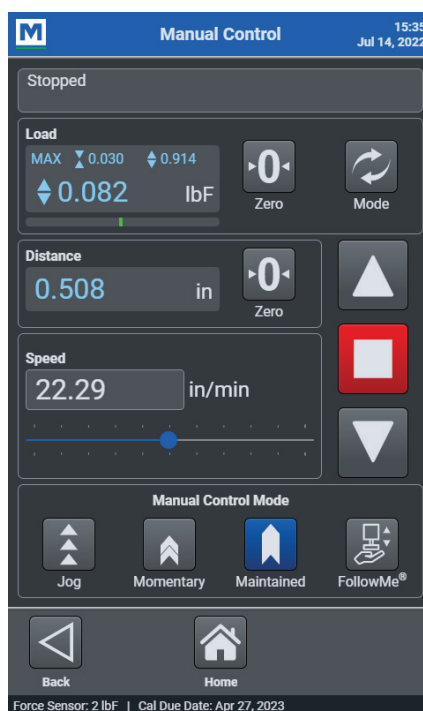 M
Manual Control
15:35
Jul 14, 2022
Stopped
Load
MAX 0.030 0.914
0.082 lbF
0
Zero
Mode
Distance
0.508 in
0
Zero
Speed
22.29 in/min
Manual Control Mode
Jog Momentary Maintained FollowMe®
Back Home
Force Sensor: 2 lbF | Cal Due Date: Apr 27, 2023